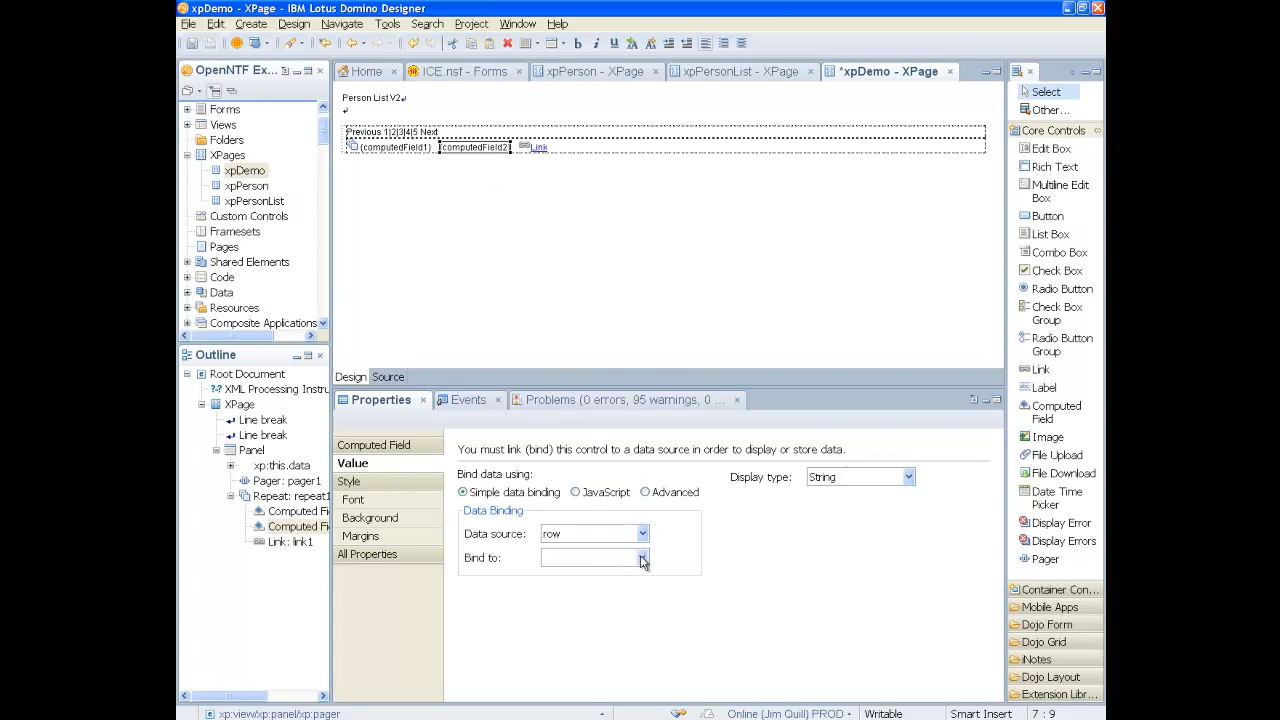 xpDemo - XPage - IBM Lotus Domino Designer
File Edit Create Design Navigate Tools Search Project Window Help
OpenNTF Ex...
Home
ICE.nsf - Forms
xpPerson - XPage
xpPersonList - XPage
*xpDemo - XPage
Forms
Views
Folders
XPages
xpDemo
xpPerson
xpPersonList
Custom Controls
Framesets
Pages
Shared Elements
Code
Data
Resources
Composite Applications
Person List V2
Previous 1|2|3|4|5 Next
{computedField1} {computedField2} Link
Design Source
Select
Other...
Core Controls
Edit Box
Rich Text
Multiline Edit
Box
Button
List Box
Combo Box
Check Box
Radio Button
Check Box
Group
Radio Button
Group
Link
Label
Computed
Field
Image
File Upload
File Download
Date Time
Picker
Display Error
Display Errors
Pager
Container Con...
Mobile Apps
Dojo Form
Dojo Grid
iNotes
Dojo Layout
Extension Libr...
Outline
Root Document
XML Processing Instru
XPage
Line break
Line break
Panel
xp:this.data
Pager: pager1
Repeat: repeat1
Computed Fi
Computed Fi
Link: link1
Properties
Events
Problems (0 errors, 95 warnings, 0 ...
Computed Field
Value
Style
Font
Background
Margins
All Properties
You must link (bind) this control to a data source in order to display or store data.
Bind data using:
Simple data binding JavaScript Advanced
Display type: String
Data Binding
Data source: row
Bind to:
xp:view/xp:panel/xp:pager
Online (Jim Quill) PROD
Writable
Smart Insert
7 : 9